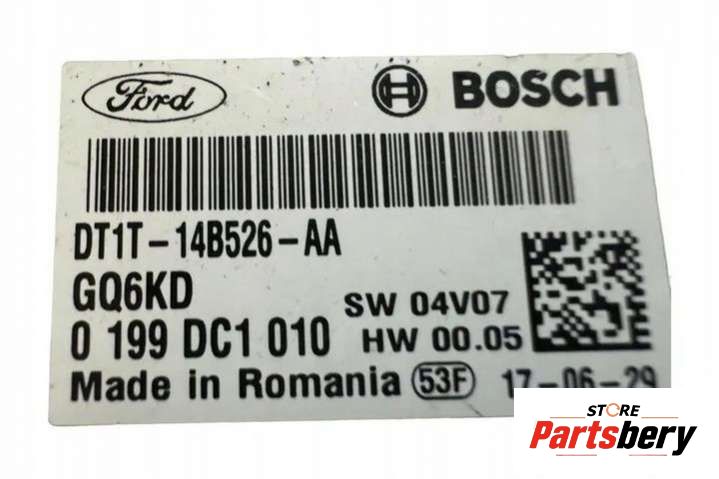 Ford BOSCH
DT1T-14B526-AA
GQ6KD
SW 04V07
0 199 DC1 010
HW 00.05
Made in Romania 53F 17-06-29
STORE
Partsbery